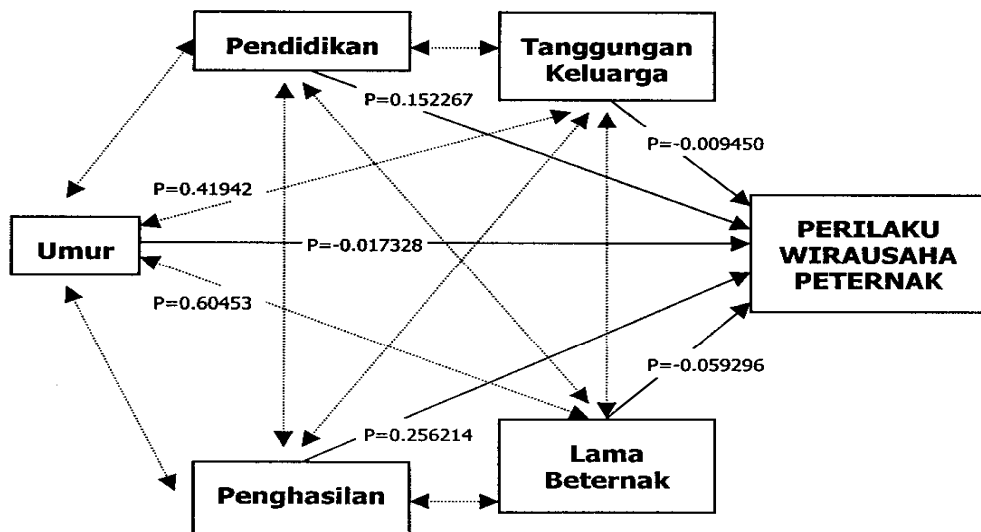 Pendidikan
Tanggungan
Keluarga
P=0.152267
P=-0.009450
P=0.41942
PERILAKU
WIRAUSAHA
PETERNAK
Umur
P=-0.017328
P=0.60453
P=-0.059296
P=0.256214
Lama
Beternak
Penghasilan